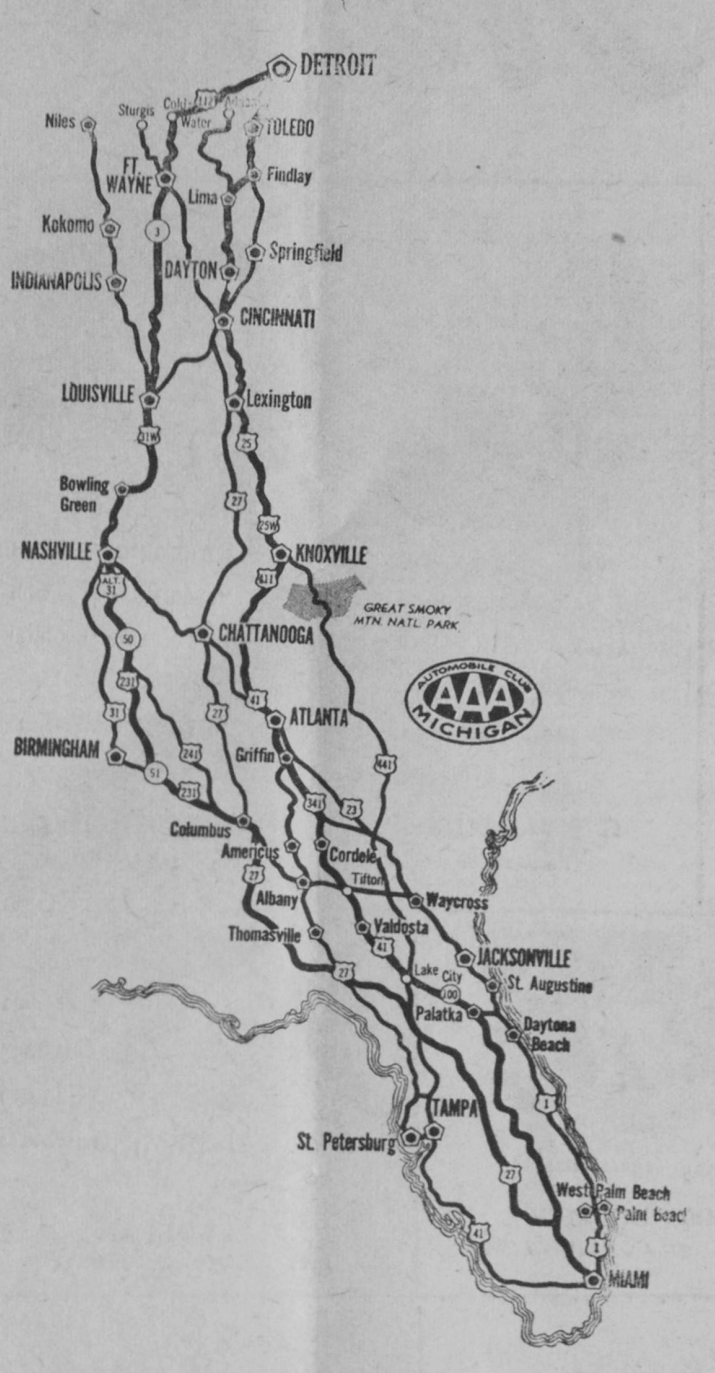 DETROIT
112
Sturgis
Cold
Water
Niles
TOLEDO
FT.
WAYNE
Findlay
Lima
Kokomo
3
Springfield
DAYTON
INDIANAPOLIS
CINCINNATI
LOUISVILLE
Lexington
31W
25
Bowling
Green
27
25W
NASHVILLE
KNOXVILLE
411
ALT.
31
GREAT SMOKY
MTN. NATL. PARK
50
CHATTANOOGA
AUTOMOBILE CLUB
AAA
MICHIGAN
231
41
31
27
ATLANTA
BIRMINGHAM
241
Griffin
441
51
231
341
23
Columbus
Americus
Cordele
27
Tifton
Albany
Waycross
Thomasville
Valdosta
41
JACKSONVILLE
27
Lake City
St. Augustine
100
Palatka
Daytona
Beach
1
TAMPA
St. Petersburg
27
West Palm Beach
Palm Beach
41
1
MIAMI